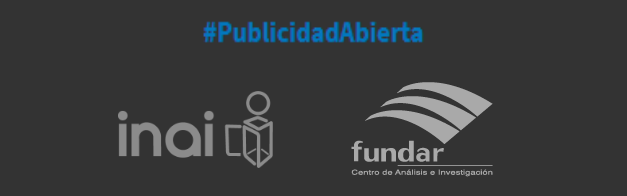 #PublicidadAbierta
inai
fundar
Centro de Análisis e Investigación